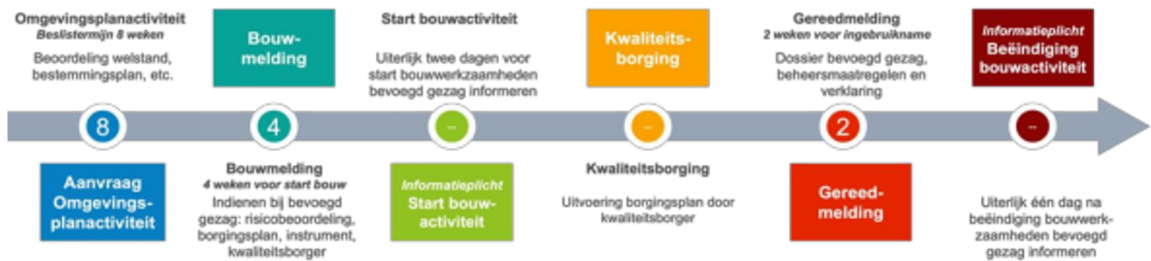 Omgevingsplanactiviteit
Beslistermijn 8 weken
Beoordeling welstand,
bestemmingsplan, etc.
8
Aanvraag
Omgevings-
planactiviteit
Bouw-
melding
4
Bouwmelding
4 weken voor start bouw
Indienen bij bevoegd
gezag: risicobeoordeling,
borgingsplan, instrument,
kwaliteitsborger
Start bouwactiviteit
Uiterlijk twee dagen voor
start bouwwerkzaamheden
bevoegd gezag informeren
--
Informatieplicht
Start bouw-
activiteit
Kwaliteits-
borging
--
Kwaliteitsborging
Uitvoering borgingsplan door
kwaliteitsborger
Gereedmelding
2 weken voor ingebruikname
Dossier bevoegd gezag,
beheersmaatregelen en
verklaring
2
Gereed-
melding
Informatieplicht
Beëindiging
bouwactiviteit
--
Uiterlijk één dag na
beëindiging bouwwerk-
zaamheden bevoegd
gezag informeren